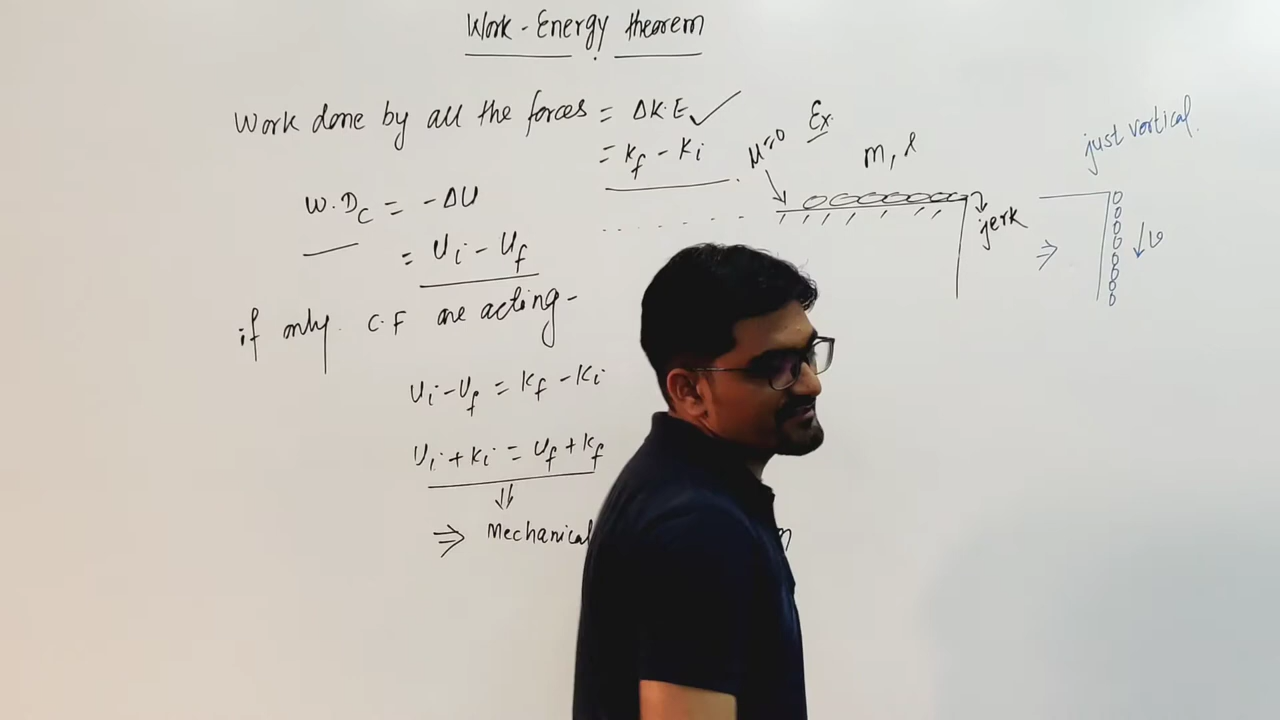 Work - Energy theorem
Work done by all the forces = ΔK.E ✓
= Kf - Ki
W.Dc = -ΔU
= Ui - Uf
if only C.F are acting -
Ui - Uf = Kf - Ki
Ui + Ki = Uf + Kf
⇓
⇒ Mechanical
Ex.
μ=0
m, l
jerk
⇒
just vertical.
↓v